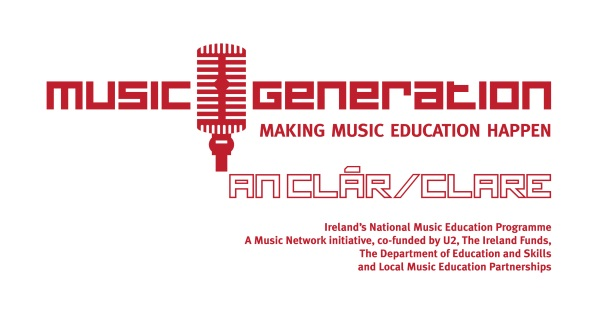 music generation
MAKING MUSIC EDUCATION HAPPEN
AN CLÁR/CLARE
Ireland's National Music Education Programme
A Music Network initiative, co-funded by U2, The Ireland Funds,
The Department of Education and Skills
and Local Music Education Partnerships